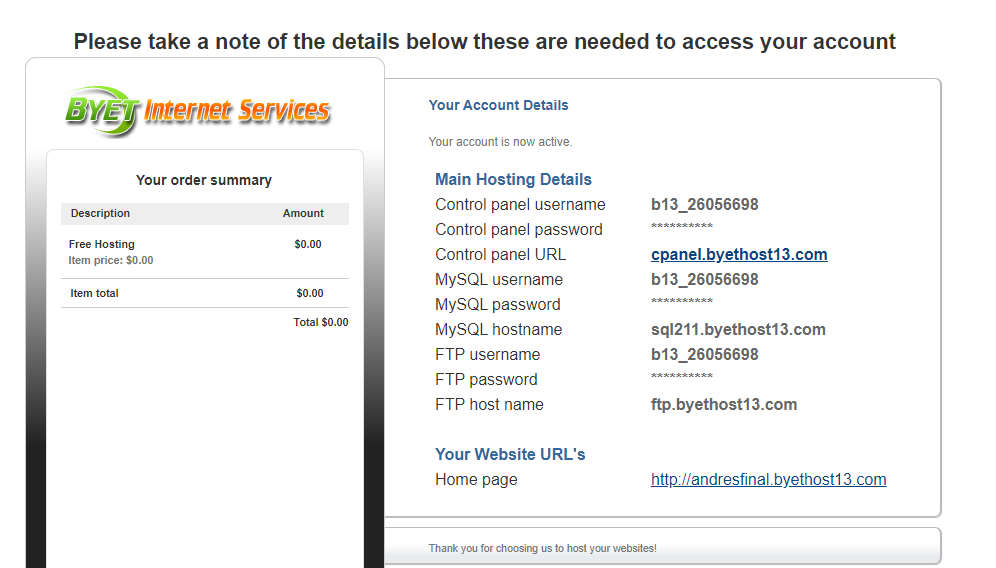 Please take a note of the details below these are needed to access your account
BYET Internet Services
Your order summary
Description Amount
Free Hosting $0.00
Item price: $0.00
Item total $0.00
Total $0.00
Your Account Details
Your account is now active.
Main Hosting Details
Control panel username b13_26056698
Control panel password **********
Control panel URL cpanel.byethost13.com
MySQL username b13_26056698
MySQL password **********
MySQL hostname sql211.byethost13.com
FTP username b13_26056698
FTP password **********
FTP host name ftp.byethost13.com
Your Website URL's
Home page http://andresfinal.byethost13.com
Thank you for choosing us to host your websites!